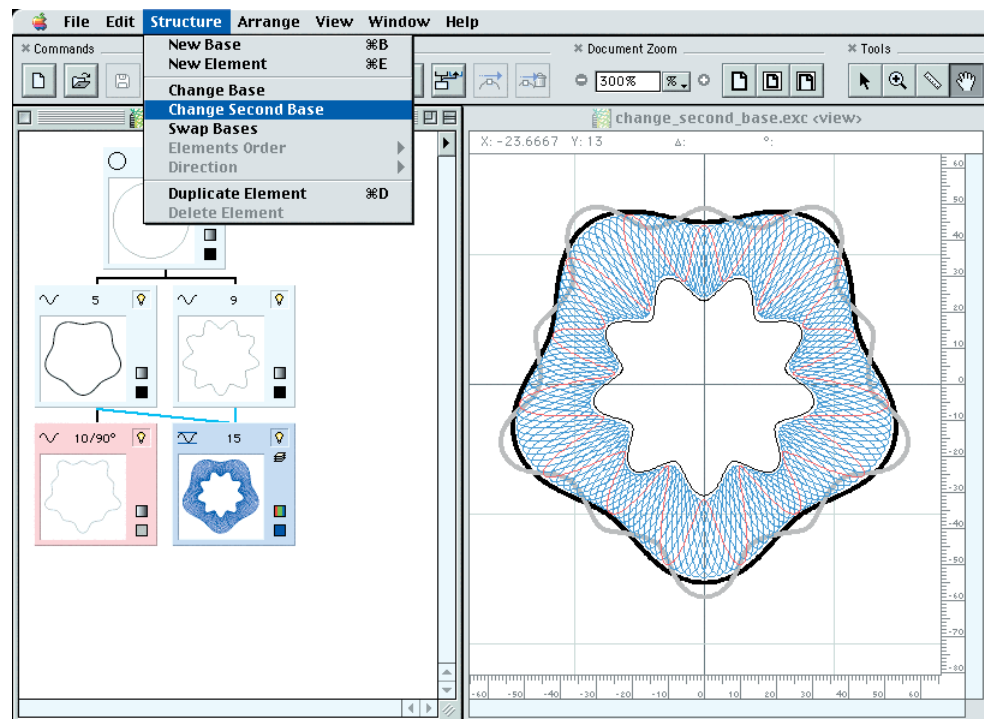 File Edit Structure Arrange View Window Help
Commands
Document Zoom
Tools
300%
%
New Base ⌘B
New Element ⌘E
Change Base
Change Second Base
Swap Bases
Elements Order
Direction
Duplicate Element ⌘D
Delete Element
change_second_base.exc <view>
X: -23.6667 Y: 13 Δ: °:
5
9
10/90°
15
60
50
40
30
20
10
0
-10
-20
-30
-40
-50
-60
-70
-80
-60 -50 -40 -30 -20 -10 0 10 20 30 40 50 60